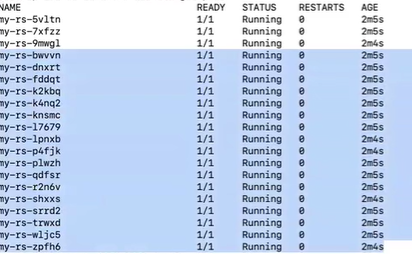 NAME READY STATUS RESTARTS AGE
my-rs-5vltn 1/1 Running 0 2m5s
my-rs-7xfzz 1/1 Running 0 2m5s
my-rs-9mwgl 1/1 Running 0 2m4s
my-rs-bwvvn 1/1 Running 0 2m5s
my-rs-dnxrt 1/1 Running 0 2m5s
my-rs-fddqt 1/1 Running 0 2m5s
my-rs-k2kbq 1/1 Running 0 2m5s
my-rs-k4nq2 1/1 Running 0 2m5s
my-rs-knsmc 1/1 Running 0 2m5s
my-rs-l7679 1/1 Running 0 2m5s
my-rs-lpnxb 1/1 Running 0 2m4s
my-rs-p4fjk 1/1 Running 0 2m4s
my-rs-plwzh 1/1 Running 0 2m5s
my-rs-qdfsr 1/1 Running 0 2m5s
my-rs-r2n6v 1/1 Running 0 2m5s
my-rs-shxxs 1/1 Running 0 2m4s
my-rs-srrd2 1/1 Running 0 2m5s
my-rs-trwxd 1/1 Running 0 2m5s
my-rs-wljc5 1/1 Running 0 2m5s
my-rs-zpfh6 1/1 Running 0 2m4s